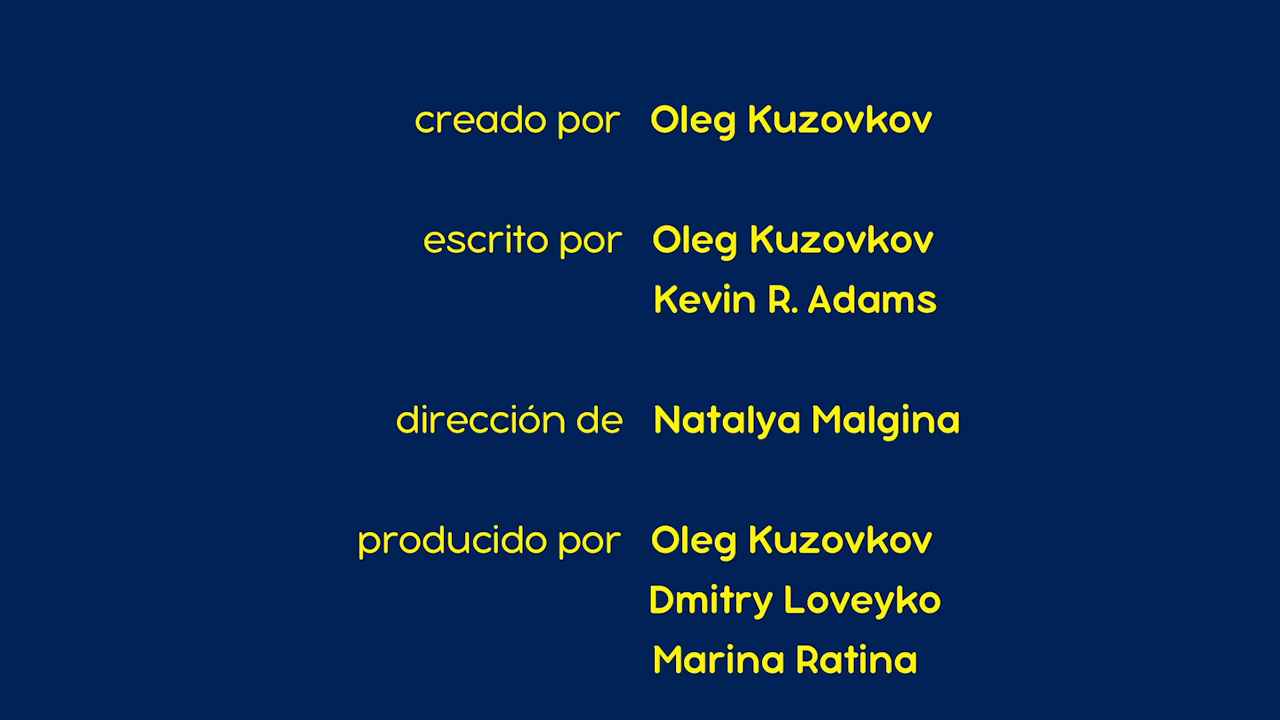 creado por Oleg Kuzovkov
escrito por Oleg Kuzovkov
Kevin R. Adams
dirección de Natalya Malgina
producido por Oleg Kuzovkov
Dmitry Loveyko
Marina Ratina